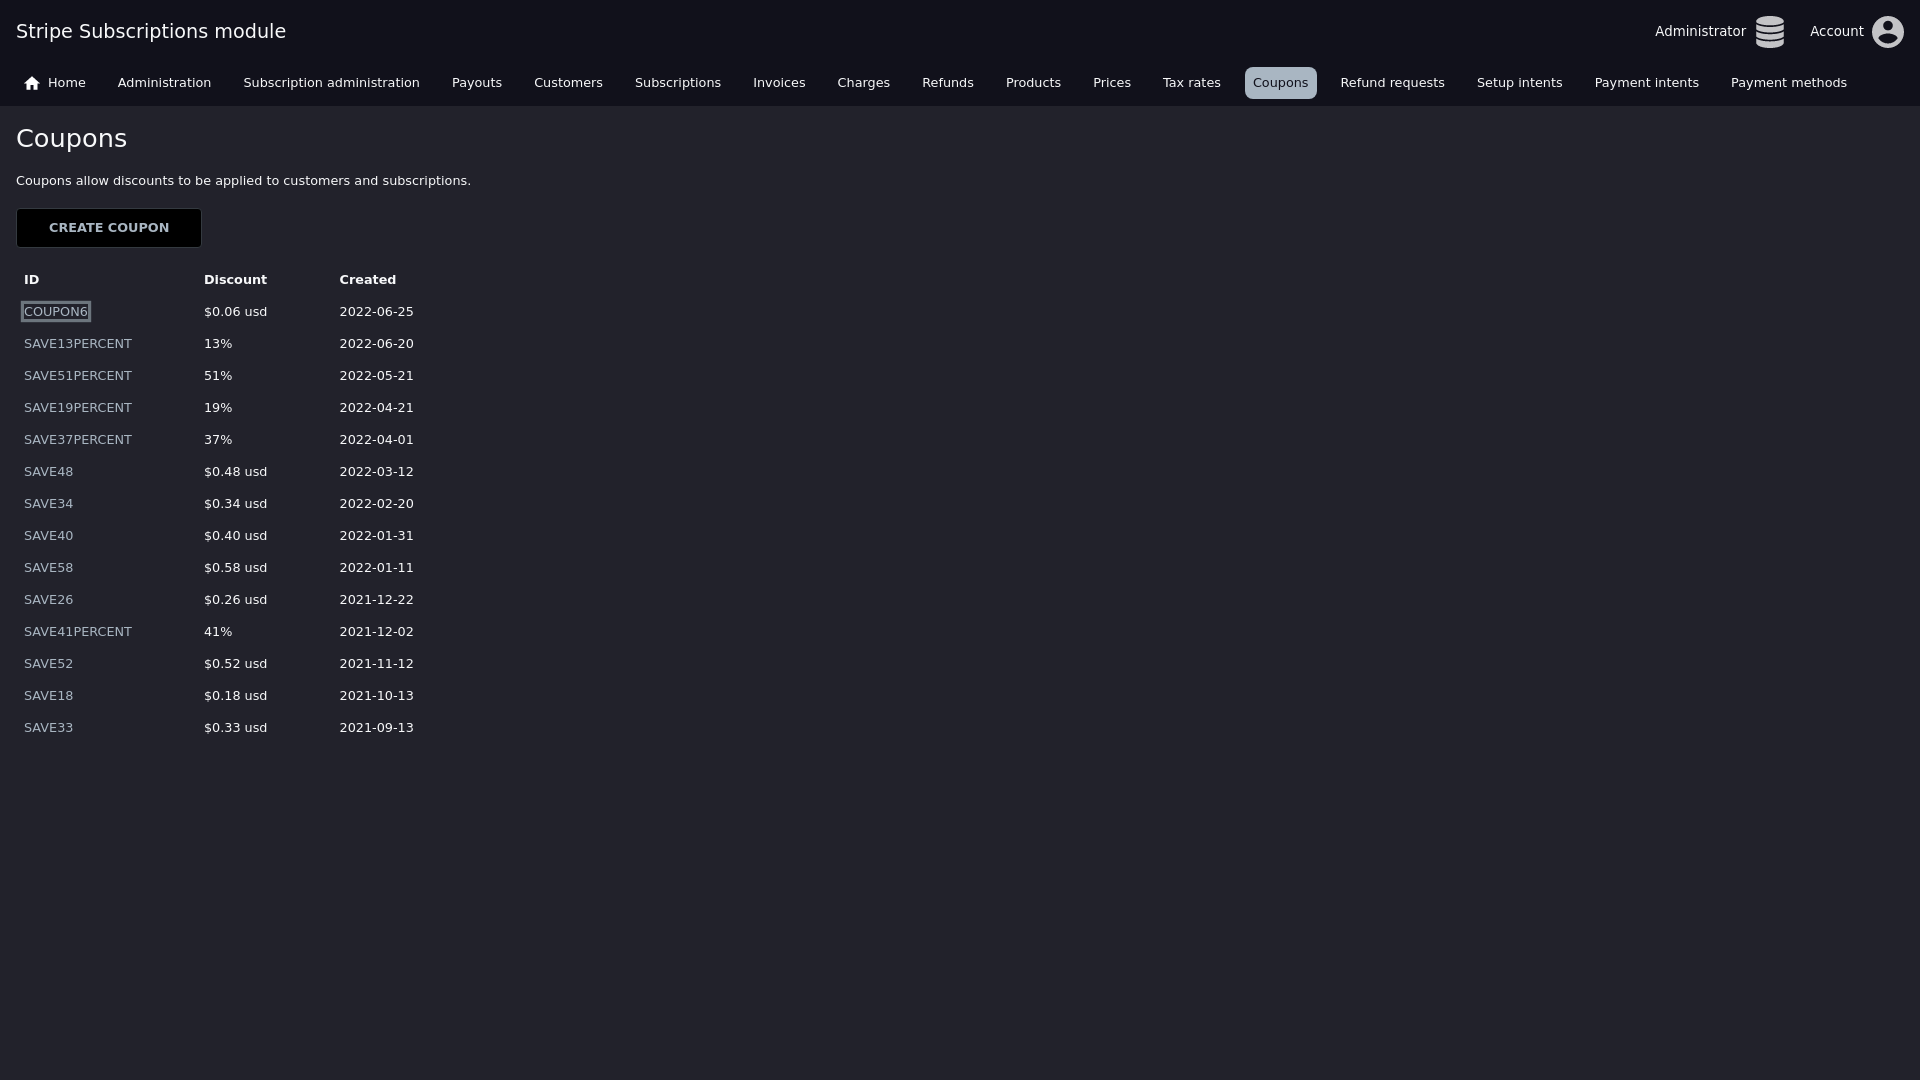 Stripe Subscriptions module
Administrator
Account
Home Administration Subscription administration Payouts Customers Subscriptions Invoices Charges Refunds Products Prices Tax rates Coupons Refund requests Setup intents Payment intents Payment methods
Coupons
Coupons allow discounts to be applied to customers and subscriptions.
CREATE COUPON
ID Discount Created
COUPON6 $0.06 usd 2022-06-25
SAVE13PERCENT 13% 2022-06-20
SAVE51PERCENT 51% 2022-05-21
SAVE19PERCENT 19% 2022-04-21
SAVE37PERCENT 37% 2022-04-01
SAVE48 $0.48 usd 2022-03-12
SAVE34 $0.34 usd 2022-02-20
SAVE40 $0.40 usd 2022-01-31
SAVE58 $0.58 usd 2022-01-11
SAVE26 $0.26 usd 2021-12-22
SAVE41PERCENT 41% 2021-12-02
SAVE52 $0.52 usd 2021-11-12
SAVE18 $0.18 usd 2021-10-13
SAVE33 $0.33 usd 2021-09-13